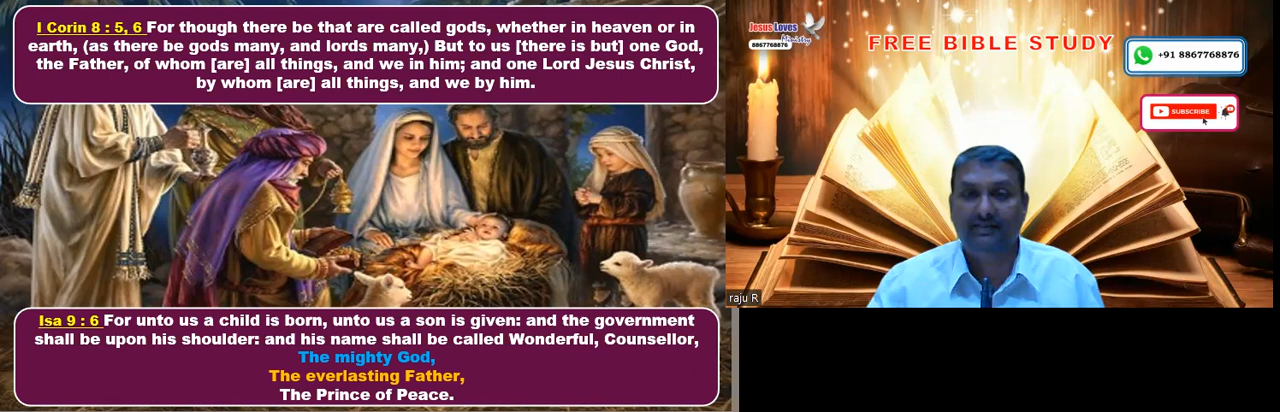 I Corin 8 : 5, 6 For though there be that are called gods, whether in heaven or in
earth, (as there be gods many, and lords many,) But to us [there is but] one God,
the Father, of whom [are] all things, and we in him; and one Lord Jesus Christ,
by whom [are] all things, and we by him.
Isa 9 : 6 For unto us a child is born, unto us a son is given: and the government
shall be upon his shoulder: and his name shall be called Wonderful, Counsellor,
The mighty God,
The everlasting Father,
The Prince of Peace.
Jesus Loves
Ministry
8867768876
FREE BIBLE STUDY
+91 8867768876
SUBSCRIBE
raju R